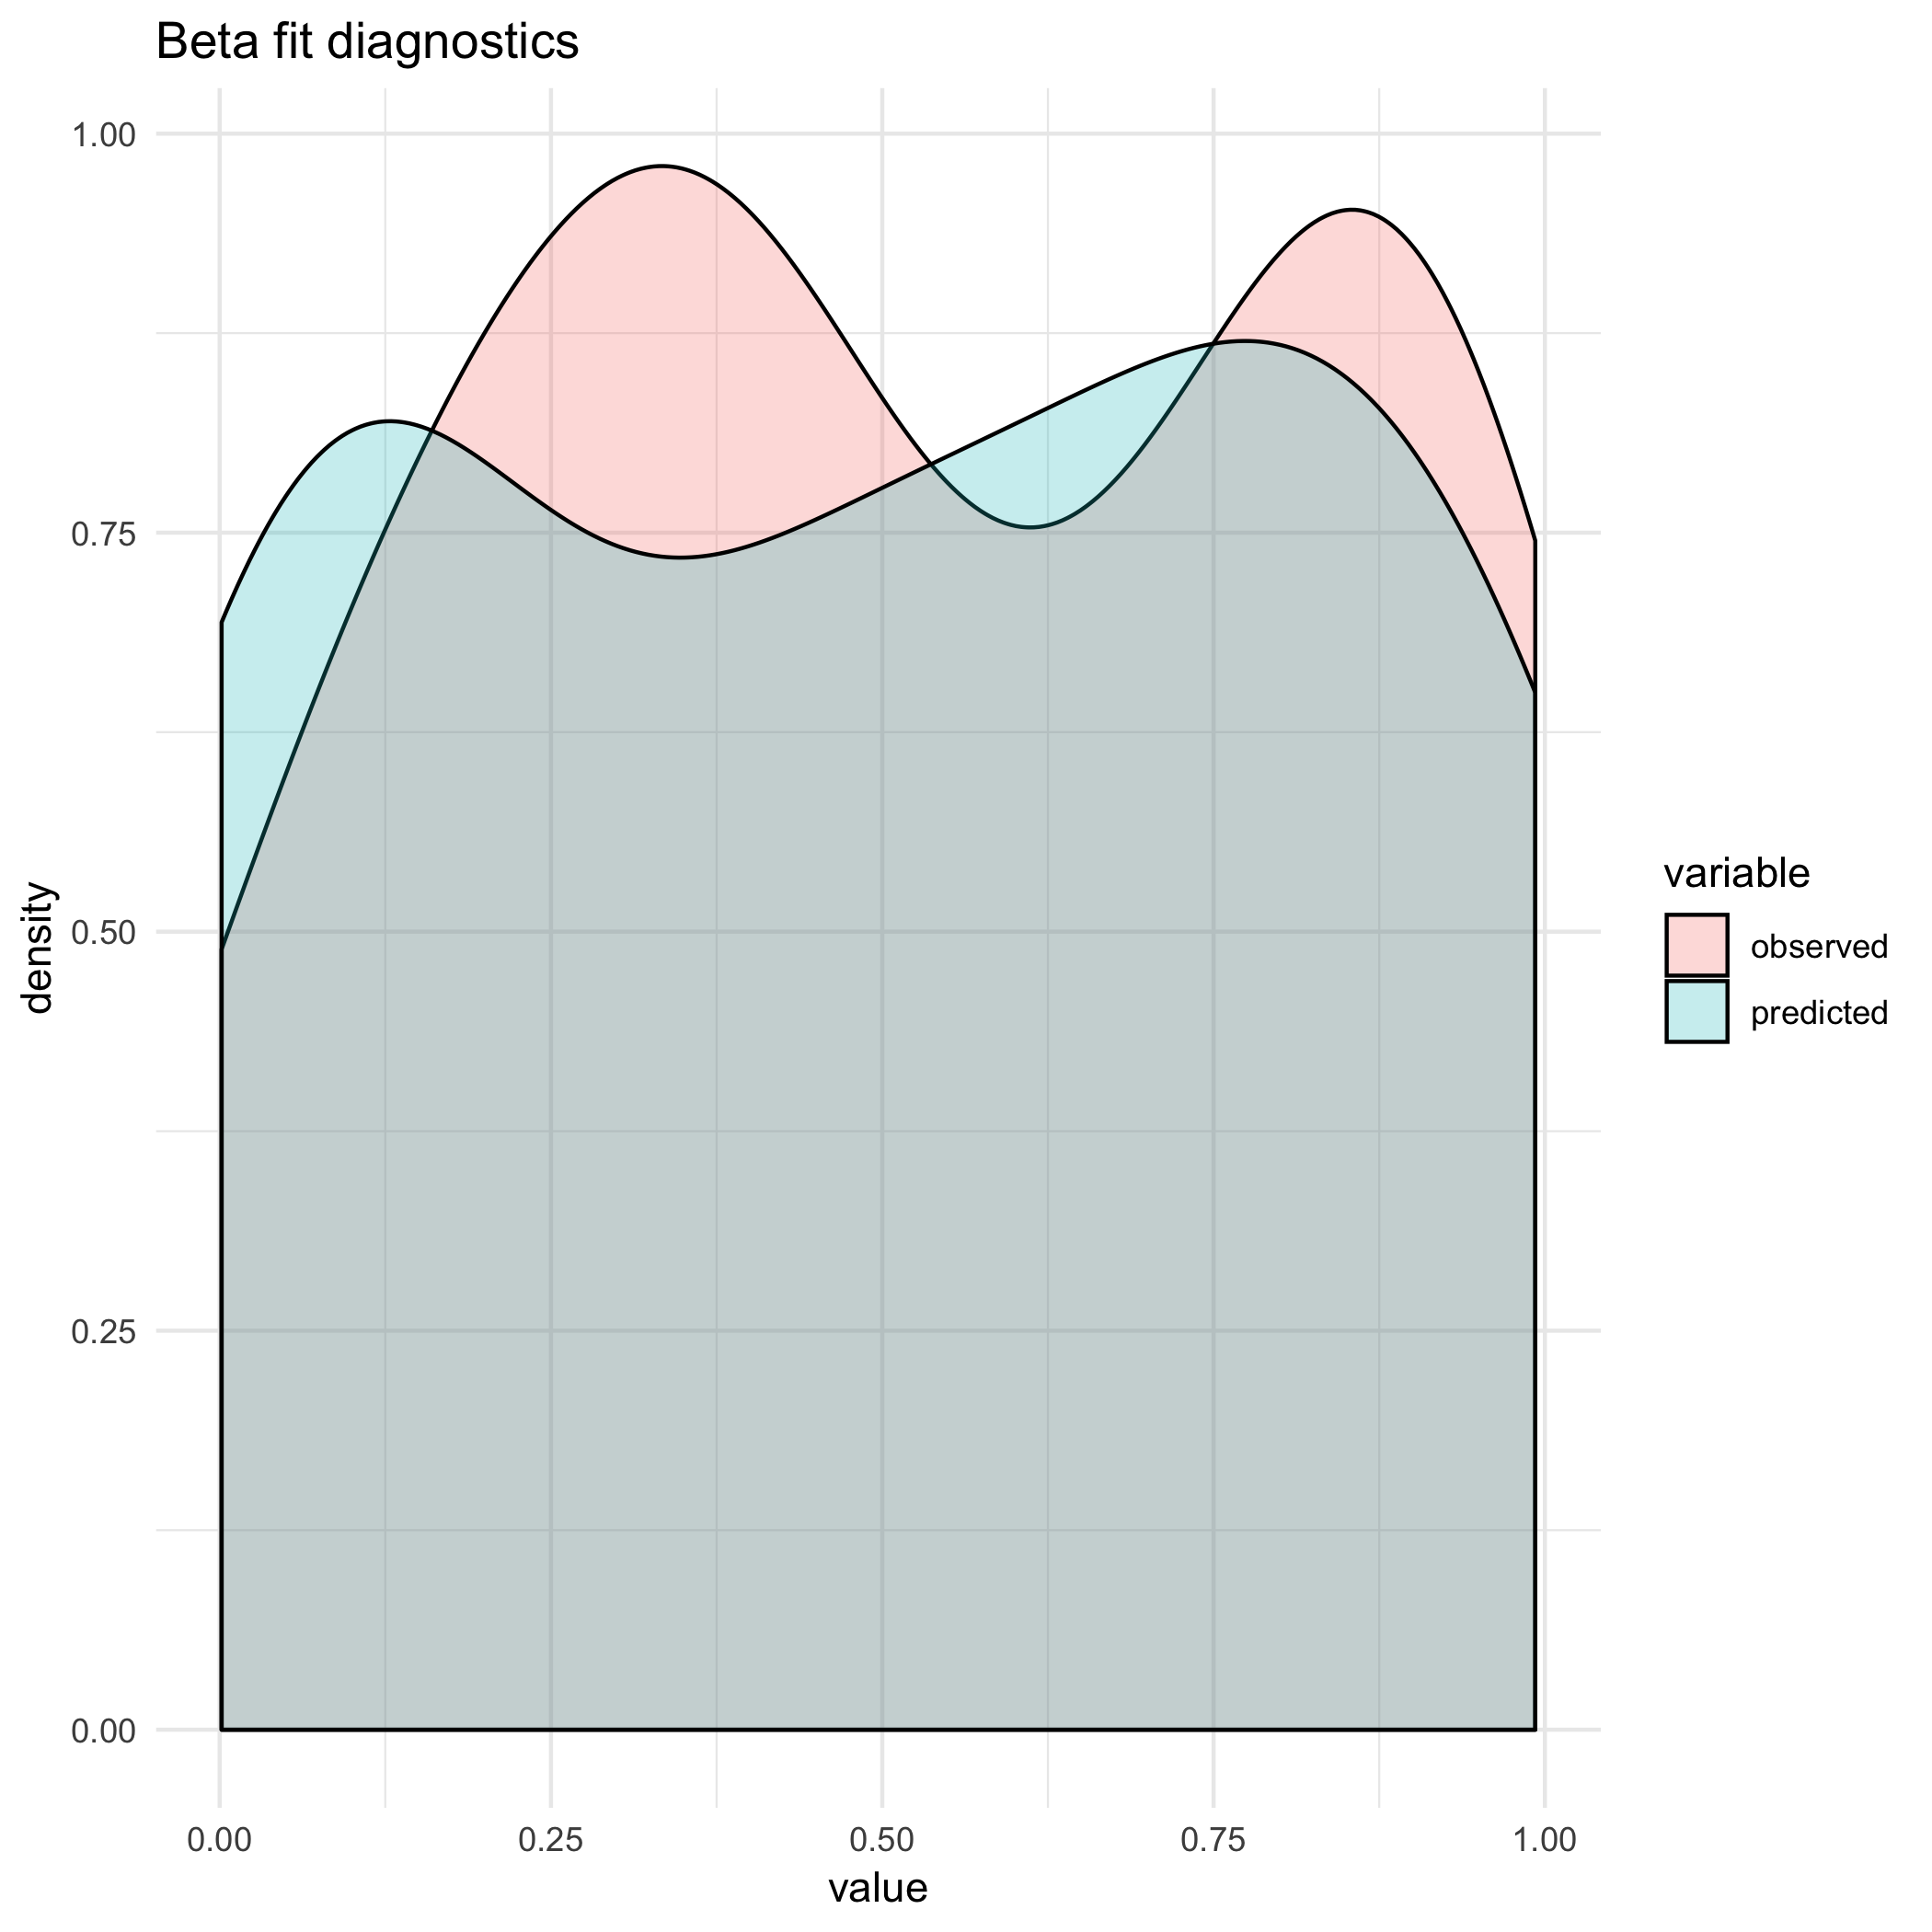 Beta fit diagnostics
1.00
0.75
0.50
0.25
0.00
density
0.00 0.25 0.50 0.75 1.00
value
variable
observed
predicted